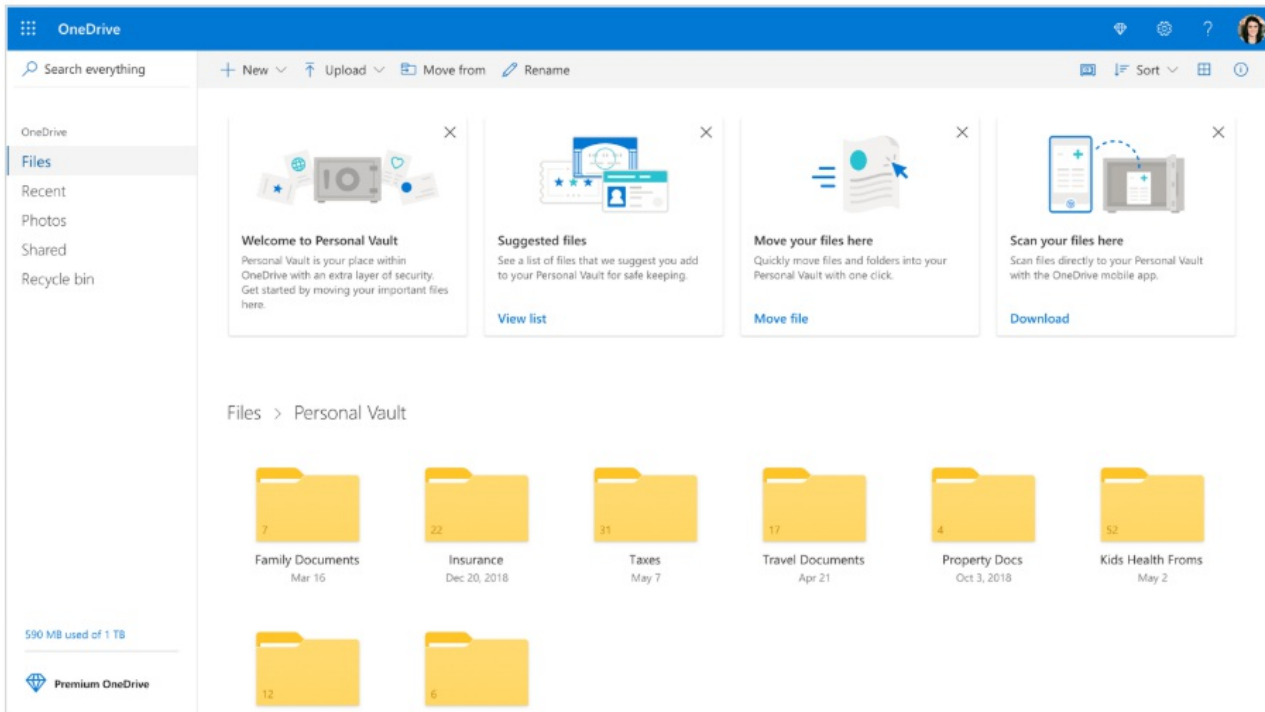 OneDrive
Search everything
New
Upload
Move from
Rename
Sort
OneDrive
Files
Recent
Photos
Shared
Recycle bin
Welcome to Personal Vault
Personal Vault is your place within
OneDrive with an extra layer of security.
Get started by moving your important files
here.
Suggested files
See a list of files that we suggest you add
to your Personal Vault for safe keeping.
View list
Move your files here
Quickly move files and folders into your
Personal Vault with one click.
Move file
Scan your files here
Scan files directly to your Personal Vault
with the OneDrive mobile app.
Download
Files > Personal Vault
7
Family Documents
Mar 16
22
Insurance
Dec 20, 2018
31
Taxes
May 7
17
Travel Documents
Apr 21
4
Property Docs
Oct 3, 2018
52
Kids Health Froms
May 2
12
6
590 MB used of 1 TB
Premium OneDrive